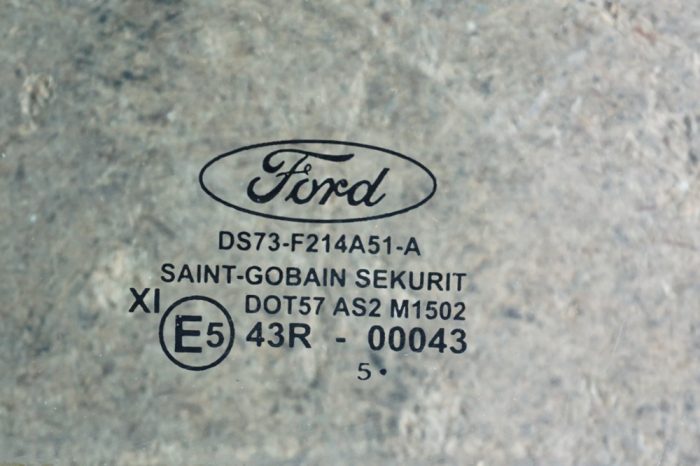 Ford
DS73-F214A51-A
SAINT-GOBAIN SEKURIT
XI DOT57 AS2 M1502
E5 43R - 00043
5•